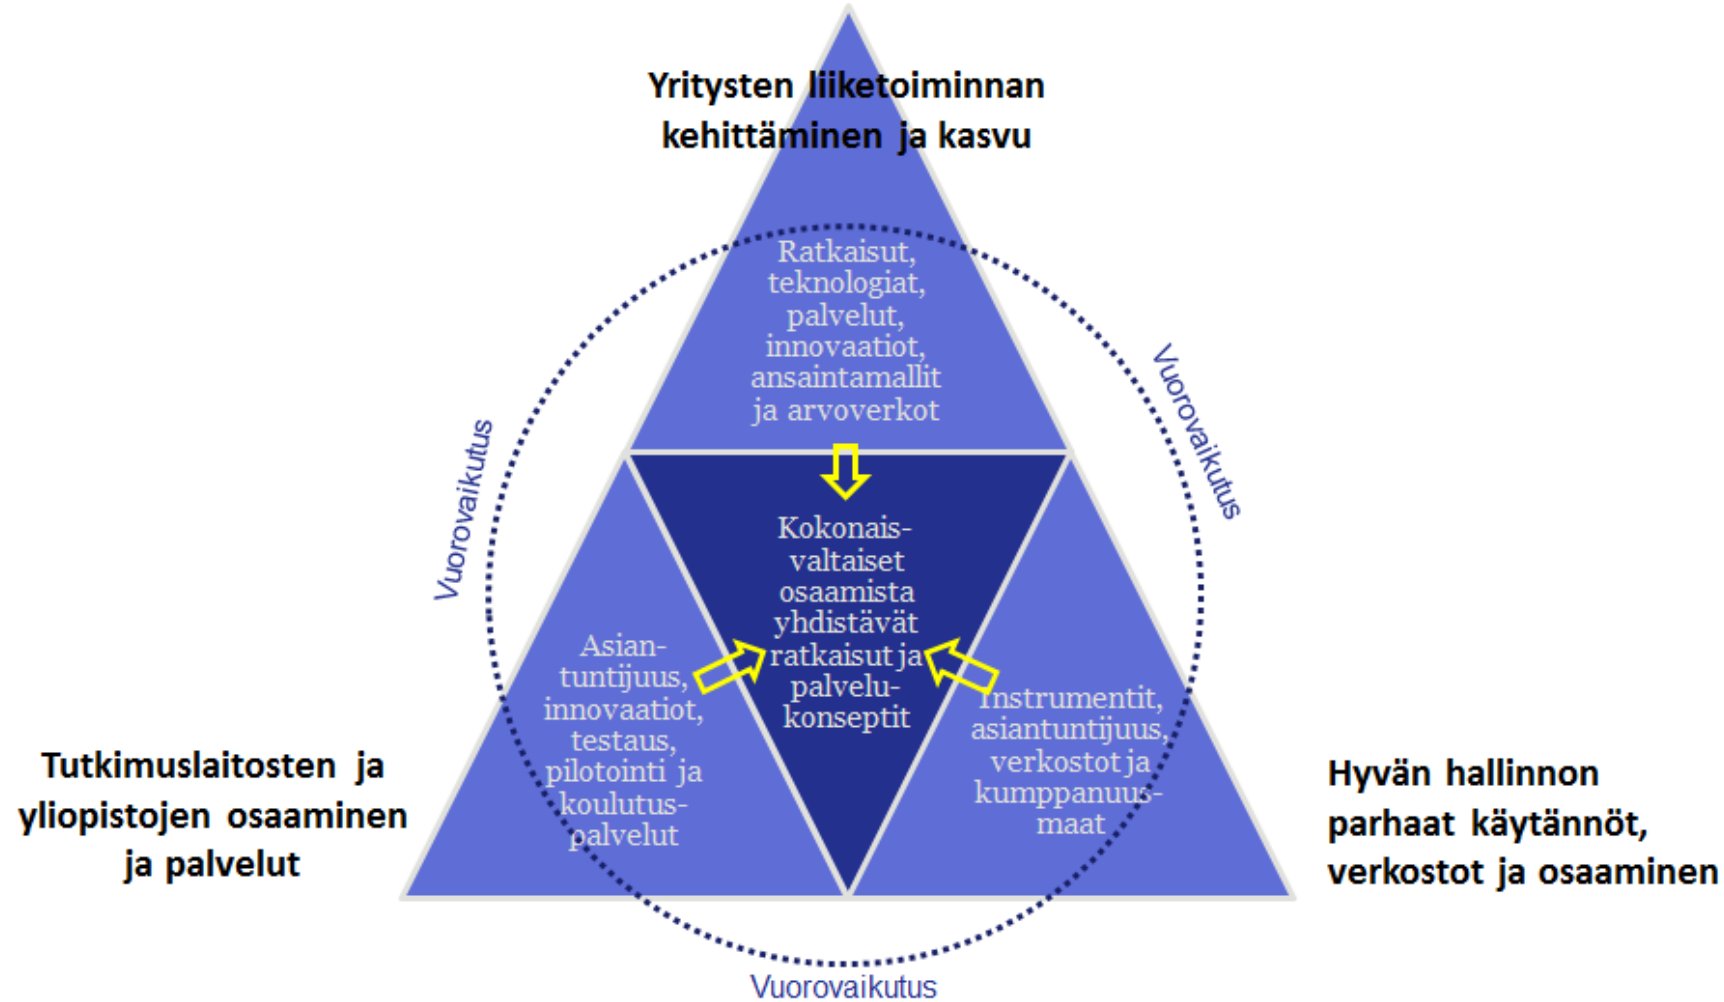 Yritysten liiketoiminnan
kehittäminen ja kasvu
Ratkaisut,
teknologiat,
palvelut,
innovaatiot,
ansaintamallit
ja arvoverkot
Vuorovaikutus
Vuorovaikutus
Kokonais-
valtaiset
osaamista
yhdistävät
ratkaisut ja
palvelu-
konseptit
Asian-
tuntijuus,
innovaatiot,
testaus,
pilotointi ja
koulutus-
palvelut
Instrumentit,
asiantuntijuus,
verkostot ja
kumppanuus-
maat
Tutkimuslaitosten ja
yliopistojen osaaminen
ja palvelut
Hyvän hallinnon
parhaat käytännöt,
verkostot ja osaaminen
Vuorovaikutus